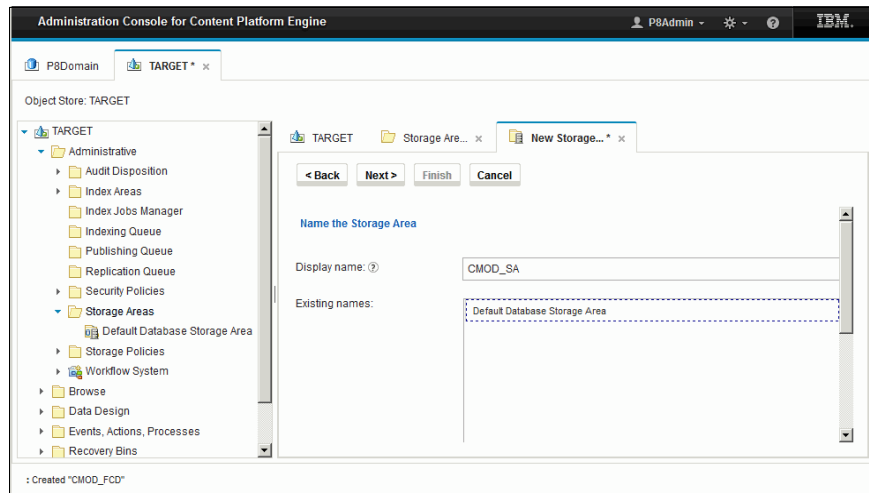 Administration Console for Content Platform Engine
P8Admin
IBM.
P8Domain
TARGET *
Object Store: TARGET
TARGET
Administrative
Audit Disposition
Index Areas
Index Jobs Manager
Indexing Queue
Publishing Queue
Replication Queue
Security Policies
Storage Areas
Default Database Storage Area
Storage Policies
Workflow System
Browse
Data Design
Events, Actions, Processes
Recovery Bins
TARGET
Storage Are...
New Storage... *
< Back Next > Finish Cancel
Name the Storage Area
Display name: CMOD_SA
Existing names: Default Database Storage Area
: Created "CMOD_FCD"